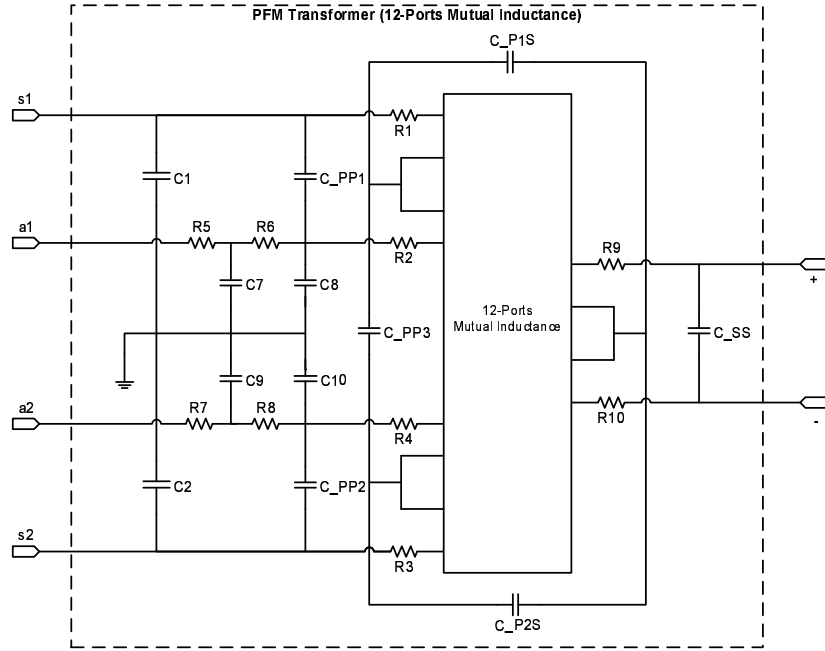 PFM Transformer (12-Ports Mutual Inductance)
C_P1S
s1
R1
C1
C_PP1
a1
R5
R6
R2
R9
+
C7
C8
12-Ports
Mutual Inductance
C_PP3
C_SS
C9
C10
a2
R7
R8
R4
R10
-
C2
C_PP2
s2
R3
C_P2S